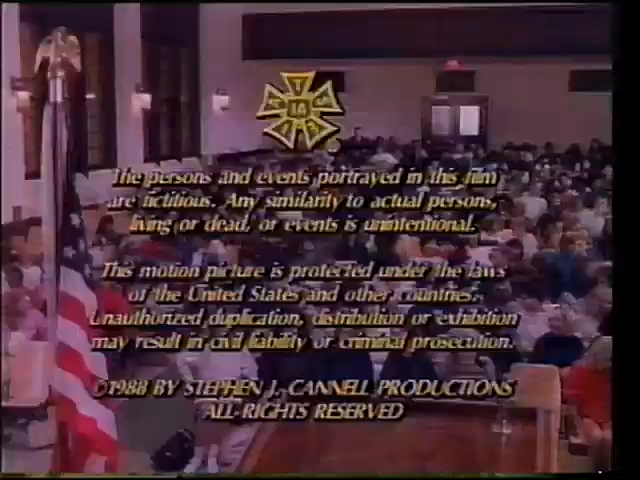 IA
T
S
E
The persons and events portrayed in this film
are fictitious. Any similarity to actual persons,
living or dead, or events is unintentional.
This motion picture is protected under the laws
of the United States and other countries.
Unauthorized duplication, distribution or exhibition
may result in civil liability or criminal prosecution.
©1988 BY STEPHEN J. CANNELL PRODUCTIONS
ALL RIGHTS RESERVED